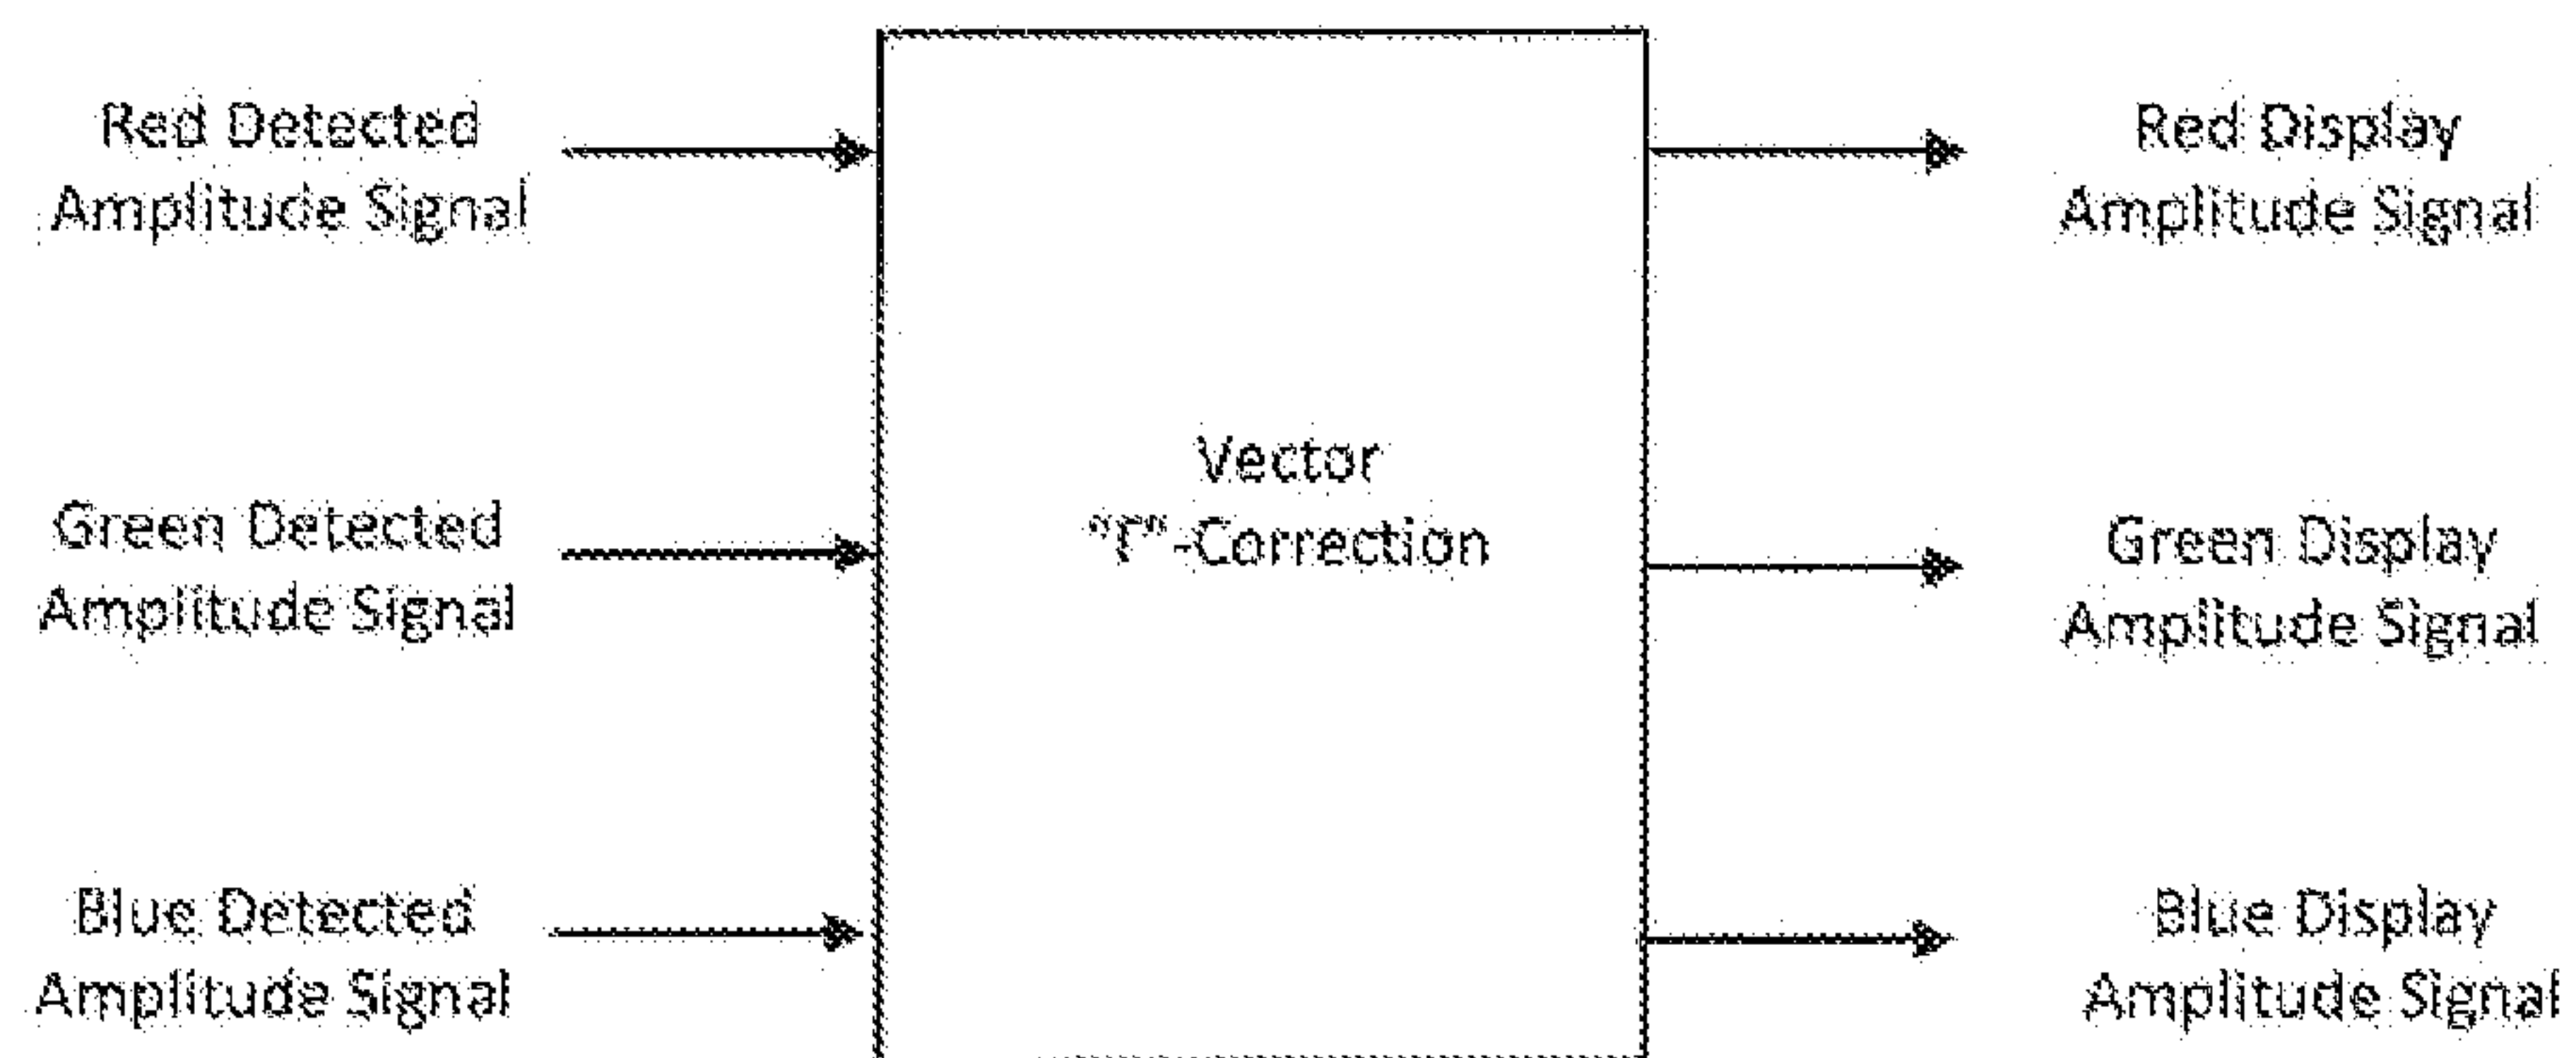 Red Detected
Amplitude Signal
Green Detected
Amplitude Signal
Blue Detected
Amplitude Signal
Vector
“Γ”-Correction
Red Display
Amplitude Signal
Green Display
Amplitude Signal
Blue Display
Amplitude Signal